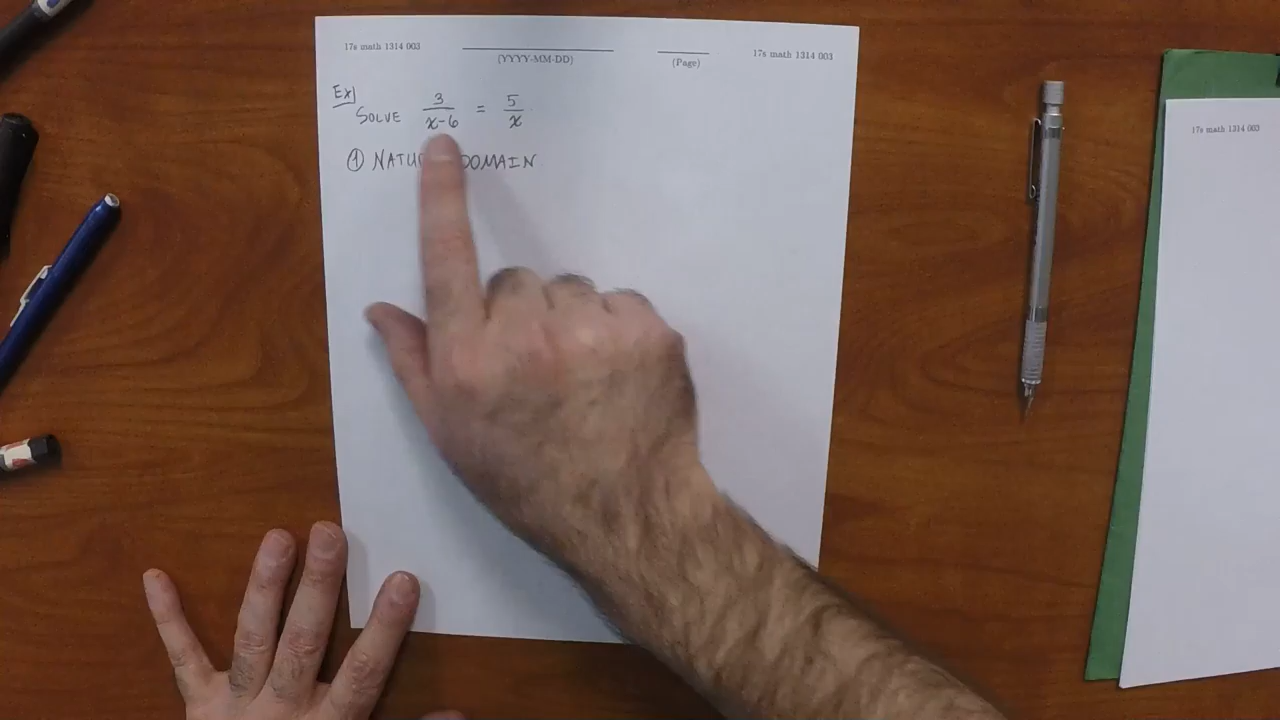 17s math 1314 003
(YYYY-MM-DD)
(Page)
17s math 1314 003
Ex)
SOLVE 3/(x-6) = 5/x
① NATU DOMAIN
17s math 1314 003